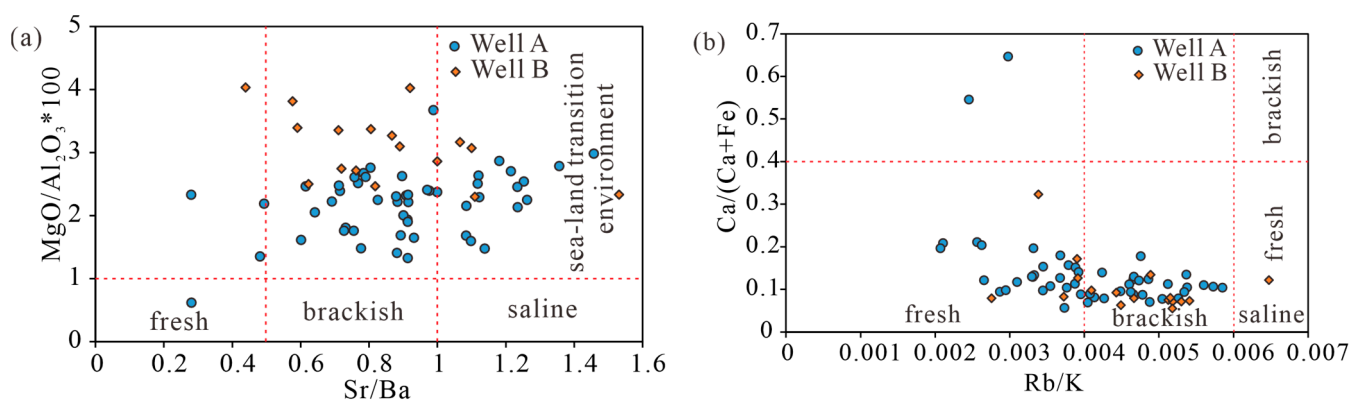 (a)
5
4
3
2
1
0
MgO/Al₂O₃*100
Well A
Well B
sea-land transition
environment
fresh
brackish
saline
0
0.2
0.4
0.6
0.8
1
1.2
1.4
1.6
Sr/Ba
(b)
0.7
0.6
0.4
0.3
0.2
0.1
0
Ca/(Ca+Fe)
Well A
Well B
brackish
fresh
fresh
brackish
saline
0
0.001
0.002
0.003
0.004
0.005
0.006
0.007
Rb/K